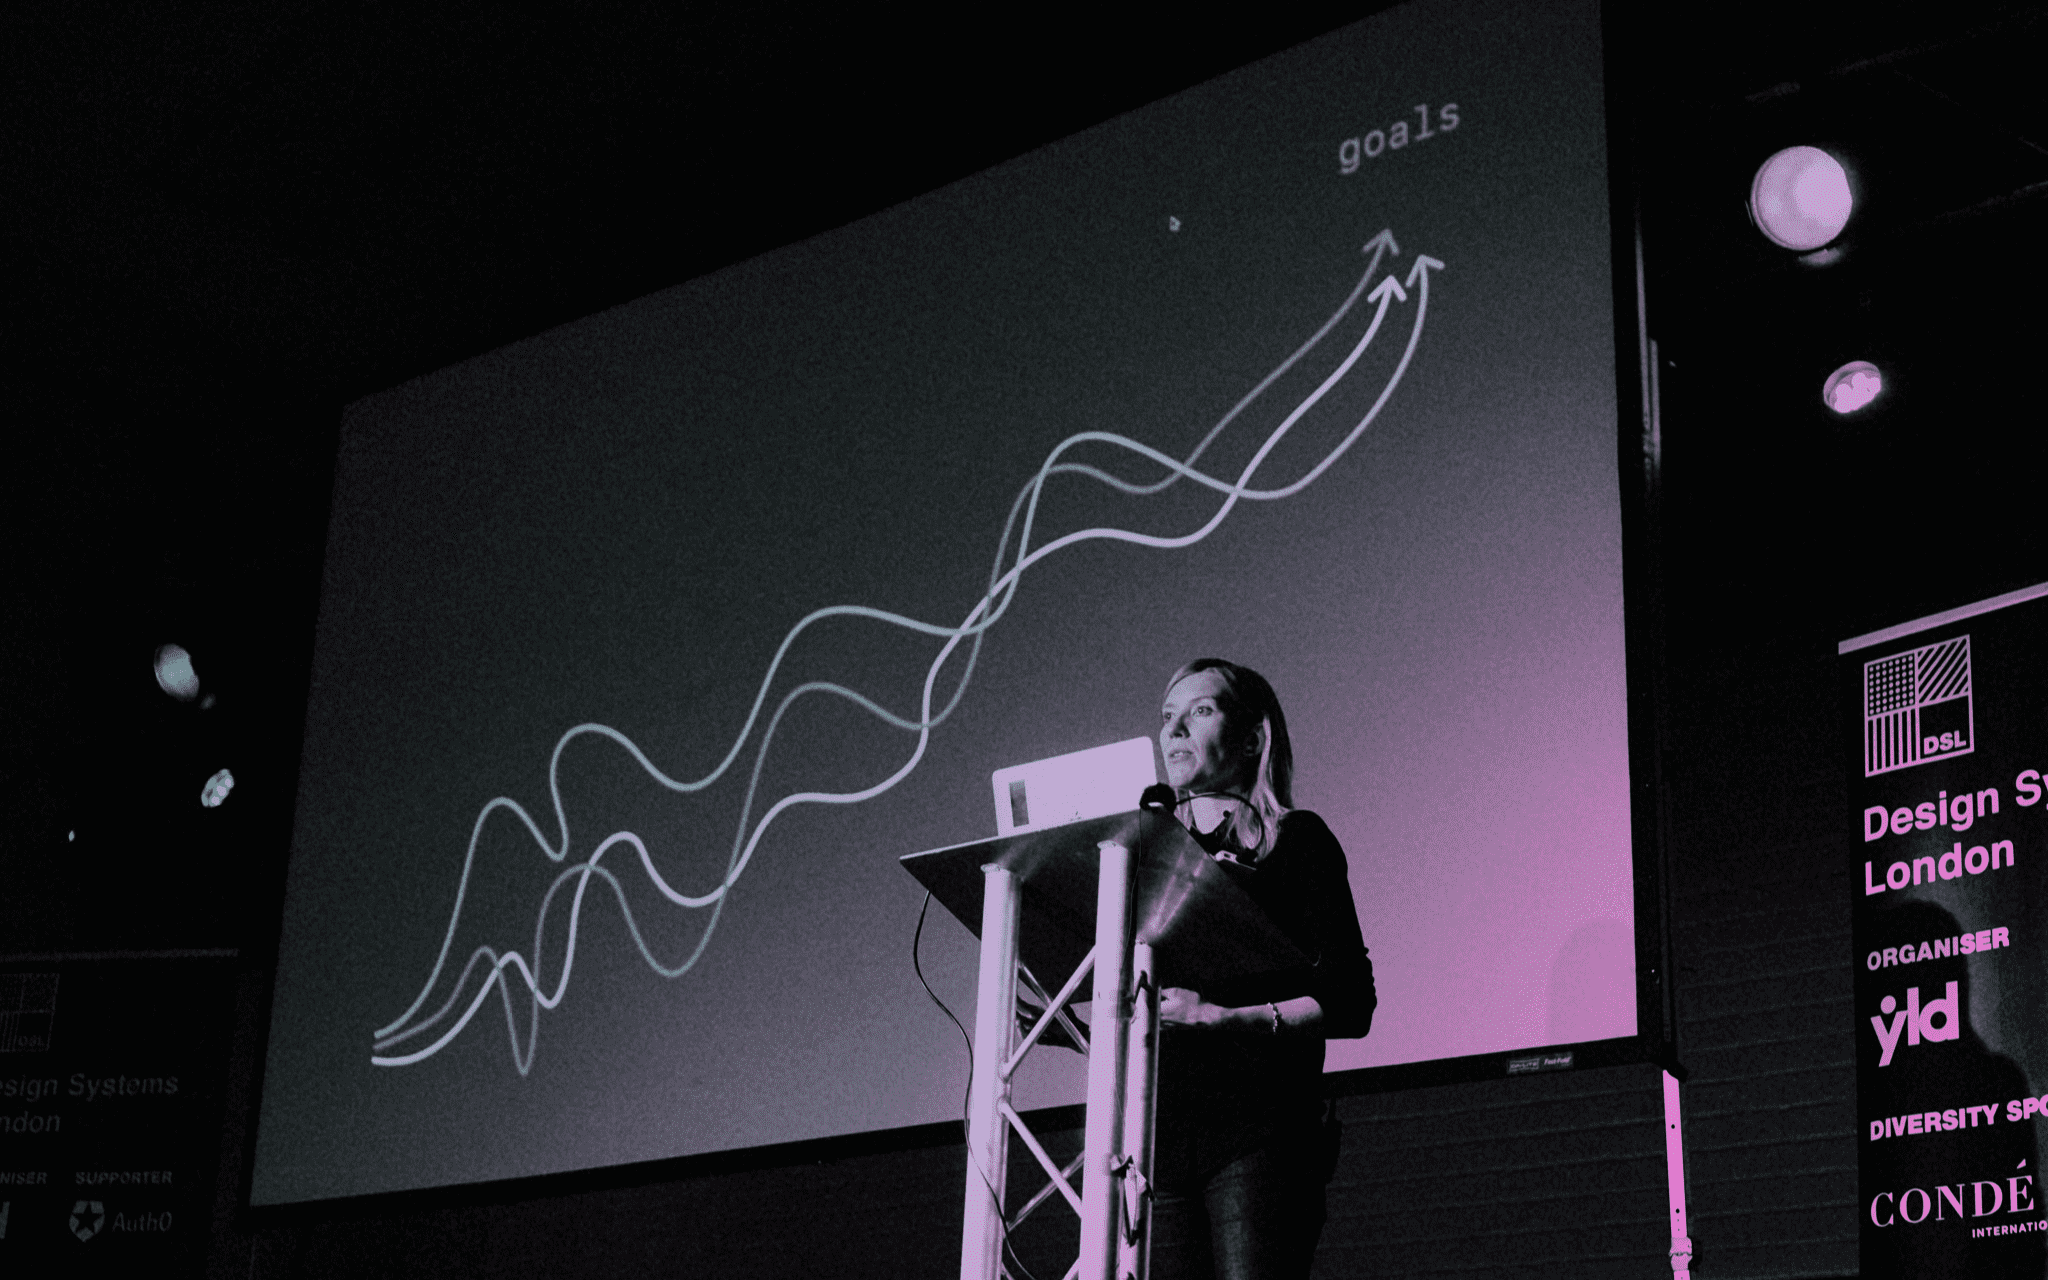 goals
DSL
Design Sy
London
ORGANISER
yld
DIVERSITY SPO
CONDÉ
INTERNATIO
DSL
esign Systems
ndon
NISER
SUPPORTER
Auth0